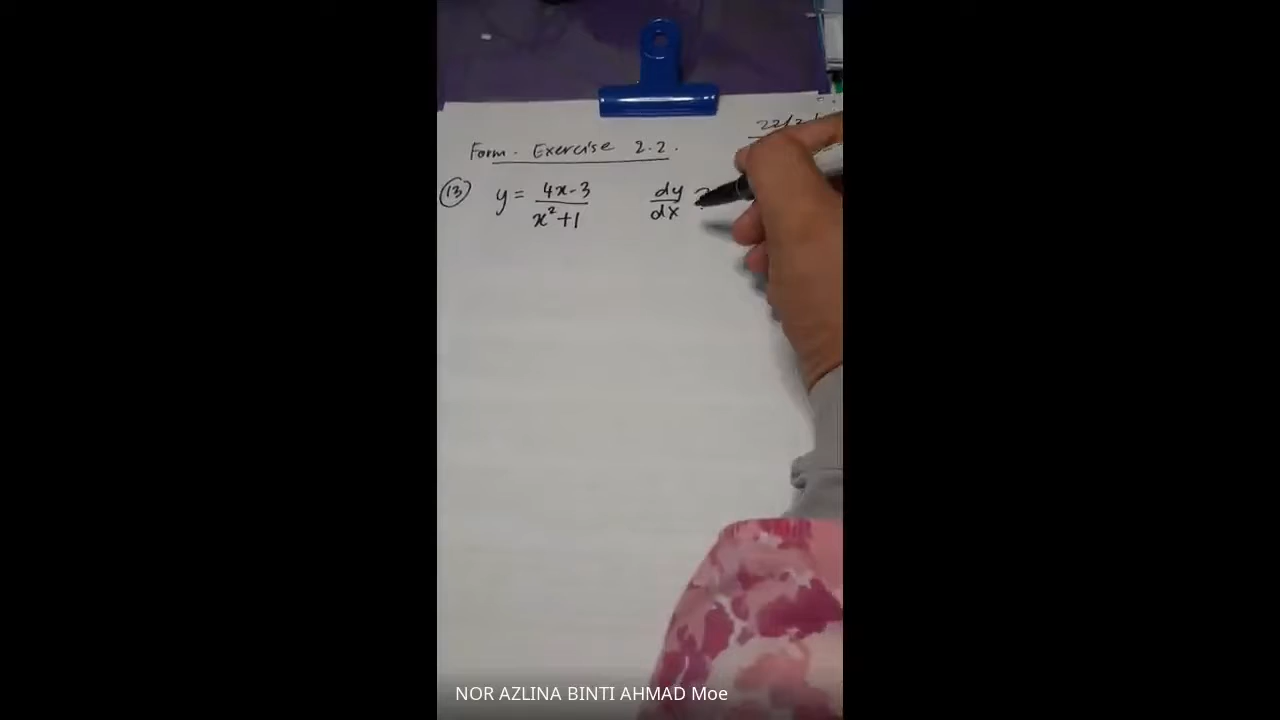 Form. Exercise 2.2.
13 y = 4x-3 / x²+1 dy/dx ?
NOR AZLINA BINTI AHMAD Moe